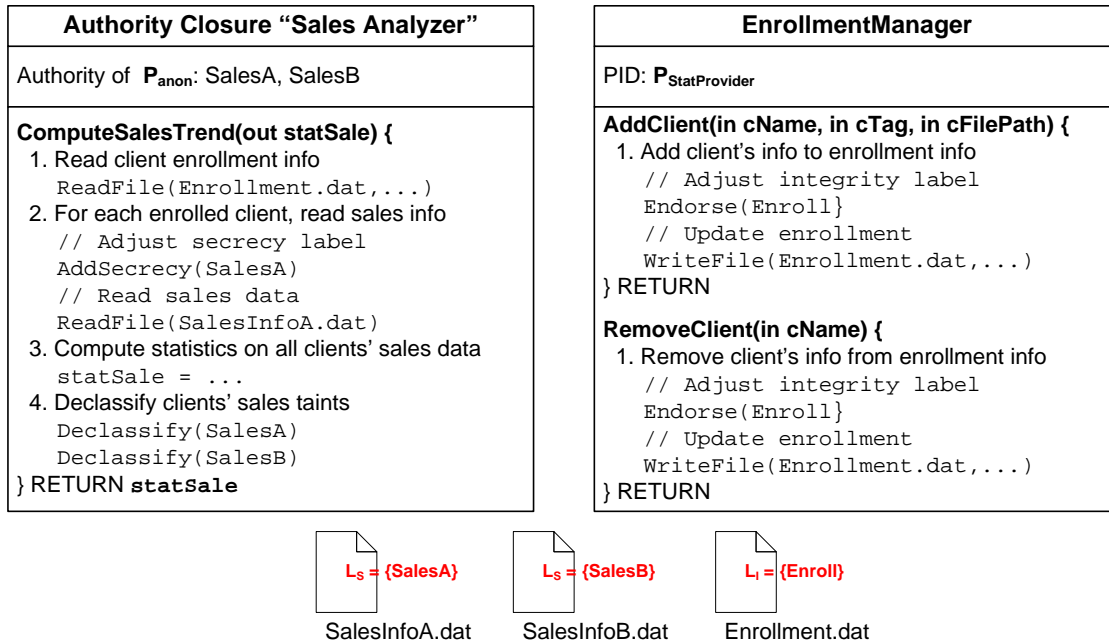 Authority Closure “Sales Analyzer”
Authority of P_anon: SalesA, SalesB
ComputeSalesTrend(out statSale) {
1. Read client enrollment info
ReadFile(Enrollment.dat,...)
2. For each enrolled client, read sales info
// Adjust secrecy label
AddSecrecy(SalesA)
// Read sales data
ReadFile(SalesInfoA.dat)
3. Compute statistics on all clients’ sales data
statSale = ...
4. Declassify clients’ sales taints
Declassify(SalesA)
Declassify(SalesB)
} RETURN statSale
EnrollmentManager
PID: P_StatProvider
AddClient(in cName, in cTag, in cFilePath) {
1. Add client’s info to enrollment info
// Adjust integrity label
Endorse(Enroll}
// Update enrollment
WriteFile(Enrollment.dat,...)
} RETURN
RemoveClient(in cName) {
1. Remove client’s info from enrollment info
// Adjust integrity label
Endorse(Enroll}
// Update enrollment
WriteFile(Enrollment.dat,...)
} RETURN
L_S = {SalesA}
SalesInfoA.dat
L_S = {SalesB}
SalesInfoB.dat
L_I = {Enroll}
Enrollment.dat